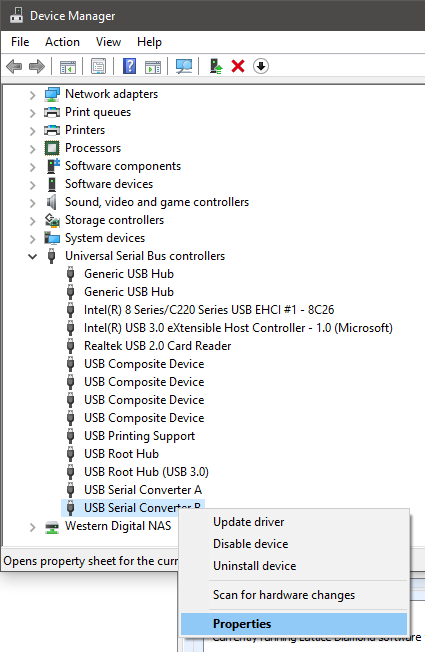 Device Manager
File Action View Help
Network adapters
Print queues
Printers
Processors
Software components
Software devices
Sound, video and game controllers
Storage controllers
System devices
Universal Serial Bus controllers
Generic USB Hub
Generic USB Hub
Intel(R) 8 Series/C220 Series USB EHCI #1 - 8C26
Intel(R) USB 3.0 eXtensible Host Controller - 1.0 (Microsoft)
Realtek USB 2.0 Card Reader
USB Composite Device
USB Composite Device
USB Composite Device
USB Composite Device
USB Printing Support
USB Root Hub
USB Root Hub (USB 3.0)
USB Serial Converter A
USB Serial Converter B
Western Digital NAS
Update driver
Disable device
Uninstall device
Scan for hardware changes
Properties
Opens property sheet for the curr
Currently running Lattice Diamond software